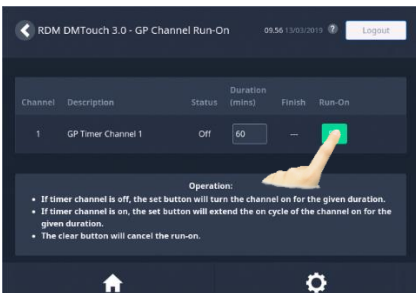 RDM DMTouch 3.0 - GP Channel Run-On 09.56 13/03/2019 ? Logout
Duration
Channel Description Status (mins) Finish Run-On
1 GP Timer Channel 1 Off 60 ---
Operation:
• If timer channel is off, the set button will turn the channel on for the
given duration.
• If timer channel is on, the set button will extend the on cycle of the channel on for the
given duration.
• The clear button will cancel the run-on.